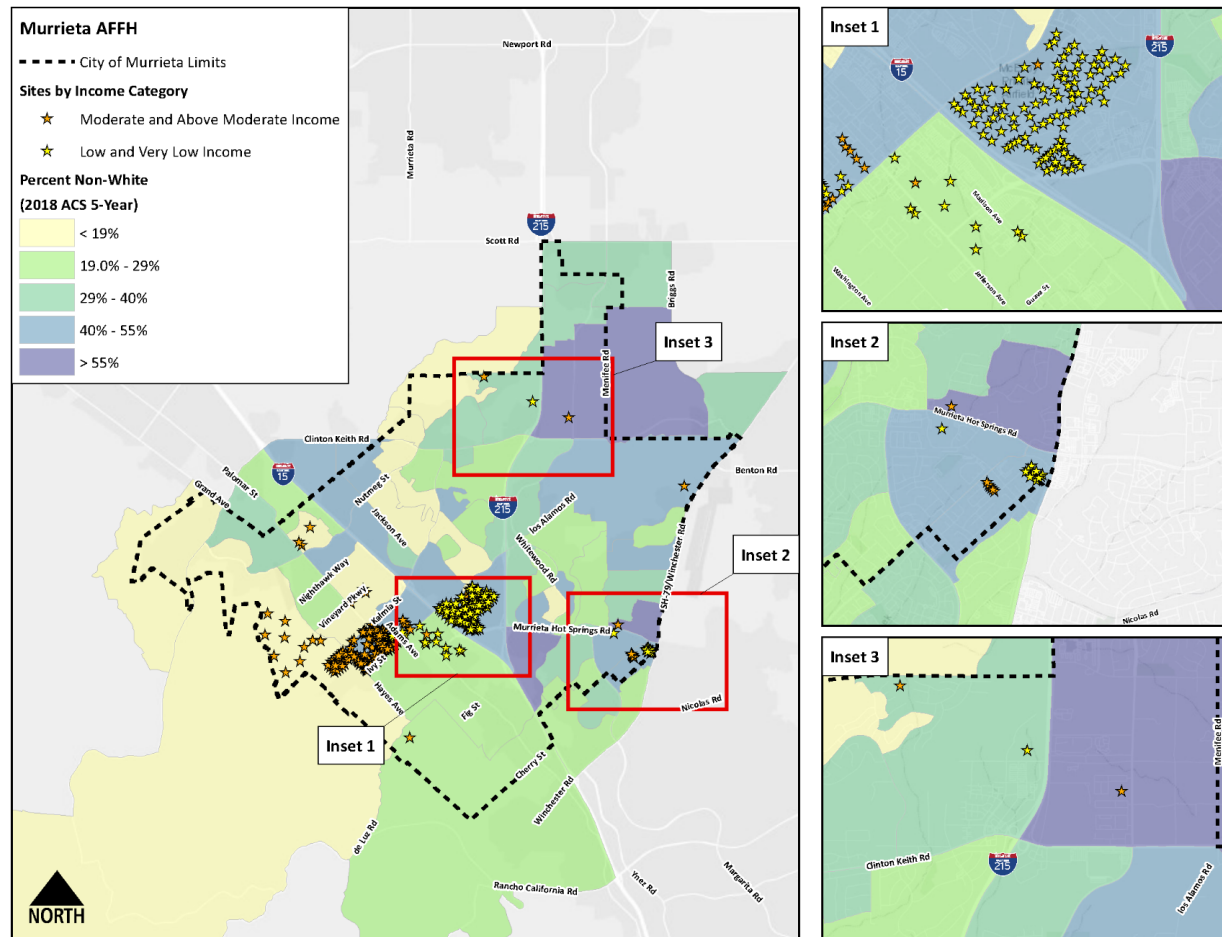 Murrieta AFFH
City of Murrieta Limits
Sites by Income Category
Moderate and Above Moderate Income
Low and Very Low Income
Percent Non-White
(2018 ACS 5-Year)
< 19%
19.0% - 29%
29% - 40%
40% - 55%
> 55%
Newport Rd
Murrieta Rd
215
Scott Rd
Briggs Rd
Inset 3
Menifee Rd
Clinton Keith Rd
Palomar St
15
Grand Ave
Nutmeg St
Jackson Ave
215
los Alamos Rd
Benton Rd
Whitewood Rd
SH-79/Winchester Rd
Inset 2
Nighthawk Way
Vineyard Pkwy
Kalmia St
Adams Ave
Murrieta Hot Springs Rd
Ivy St
Hayes Ave
Fig St
Nicolas Rd
Inset 1
Cherry St
Winchester Rd
de Luz Rd
Rancho California Rd
Ynez Rd
Margarita Rd
NORTH
Inset 1
15
215
Madison Ave
Washington Ave
Jefferson Ave
Guava St
Inset 2
Murrieta Hot Springs Rd
Nicolas Rd
Inset 3
Menifee Rd
Clinton Keith Rd
215
los Alamos Rd